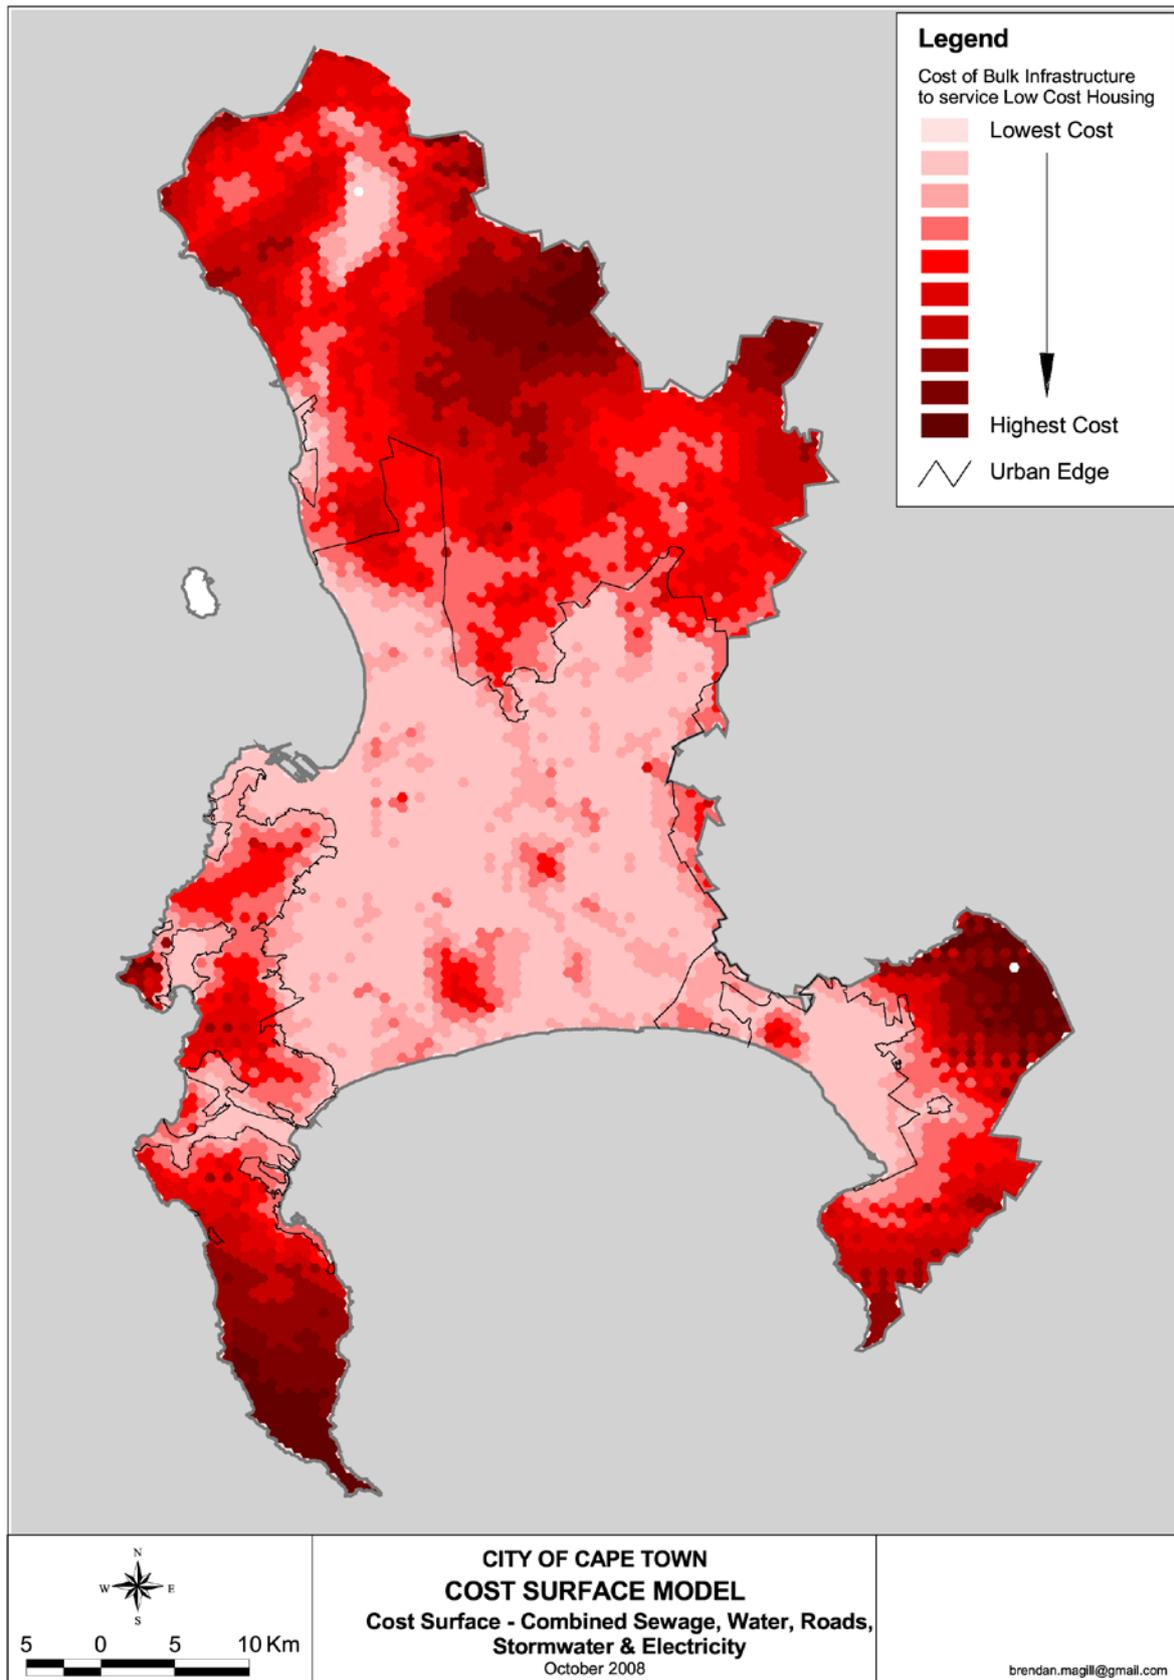 Legend
Cost of Bulk Infrastructure
to service Low Cost Housing
Lowest Cost
Highest Cost
Urban Edge
N
W E
S
5 0 5 10 Km
CITY OF CAPE TOWN
COST SURFACE MODEL
Cost Surface - Combined Sewage, Water, Roads,
Stormwater & Electricity
October 2008
brendan.magill@gmail.com